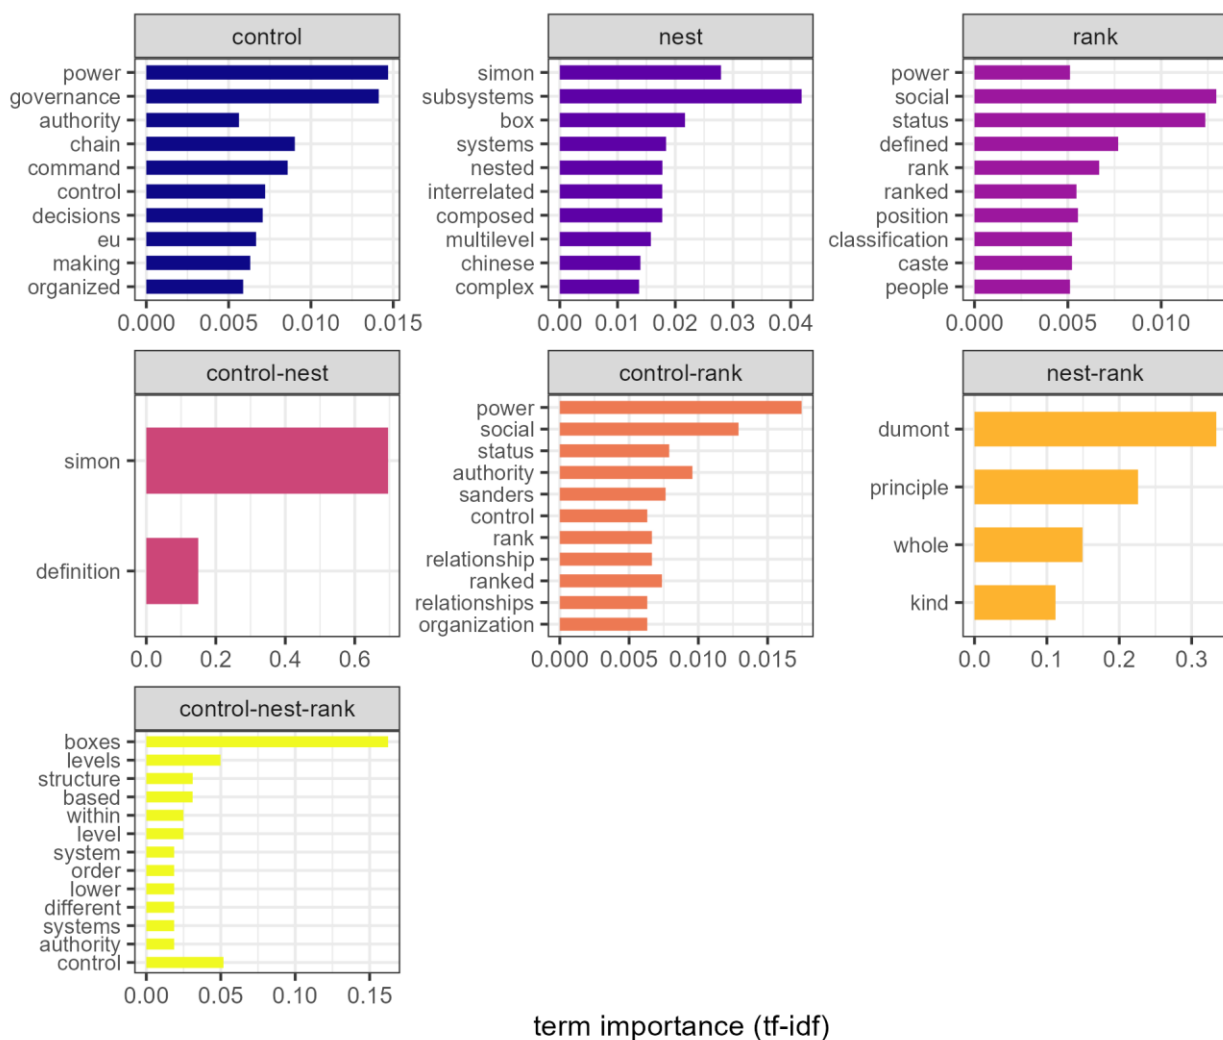 control
power
governance
authority
chain
command
control
decisions
eu
making
organized
0.000 0.005 0.010 0.015
nest
simon
subsystems
box
systems
nested
interrelated
composed
multilevel
chinese
complex
0.00 0.01 0.02 0.03 0.04
rank
power
social
status
defined
rank
ranked
position
classification
caste
people
0.000 0.005 0.010
control-nest
simon
definition
0.0 0.2 0.4 0.6
control-rank
power
social
status
authority
sanders
control
rank
relationship
ranked
relationships
organization
0.000 0.005 0.010 0.015
nest-rank
dumont
principle
whole
kind
0.0 0.1 0.2 0.3
control-nest-rank
boxes
levels
structure
based
within
level
system
order
lower
different
systems
authority
control
0.00 0.05 0.10 0.15
term importance (tf-idf)